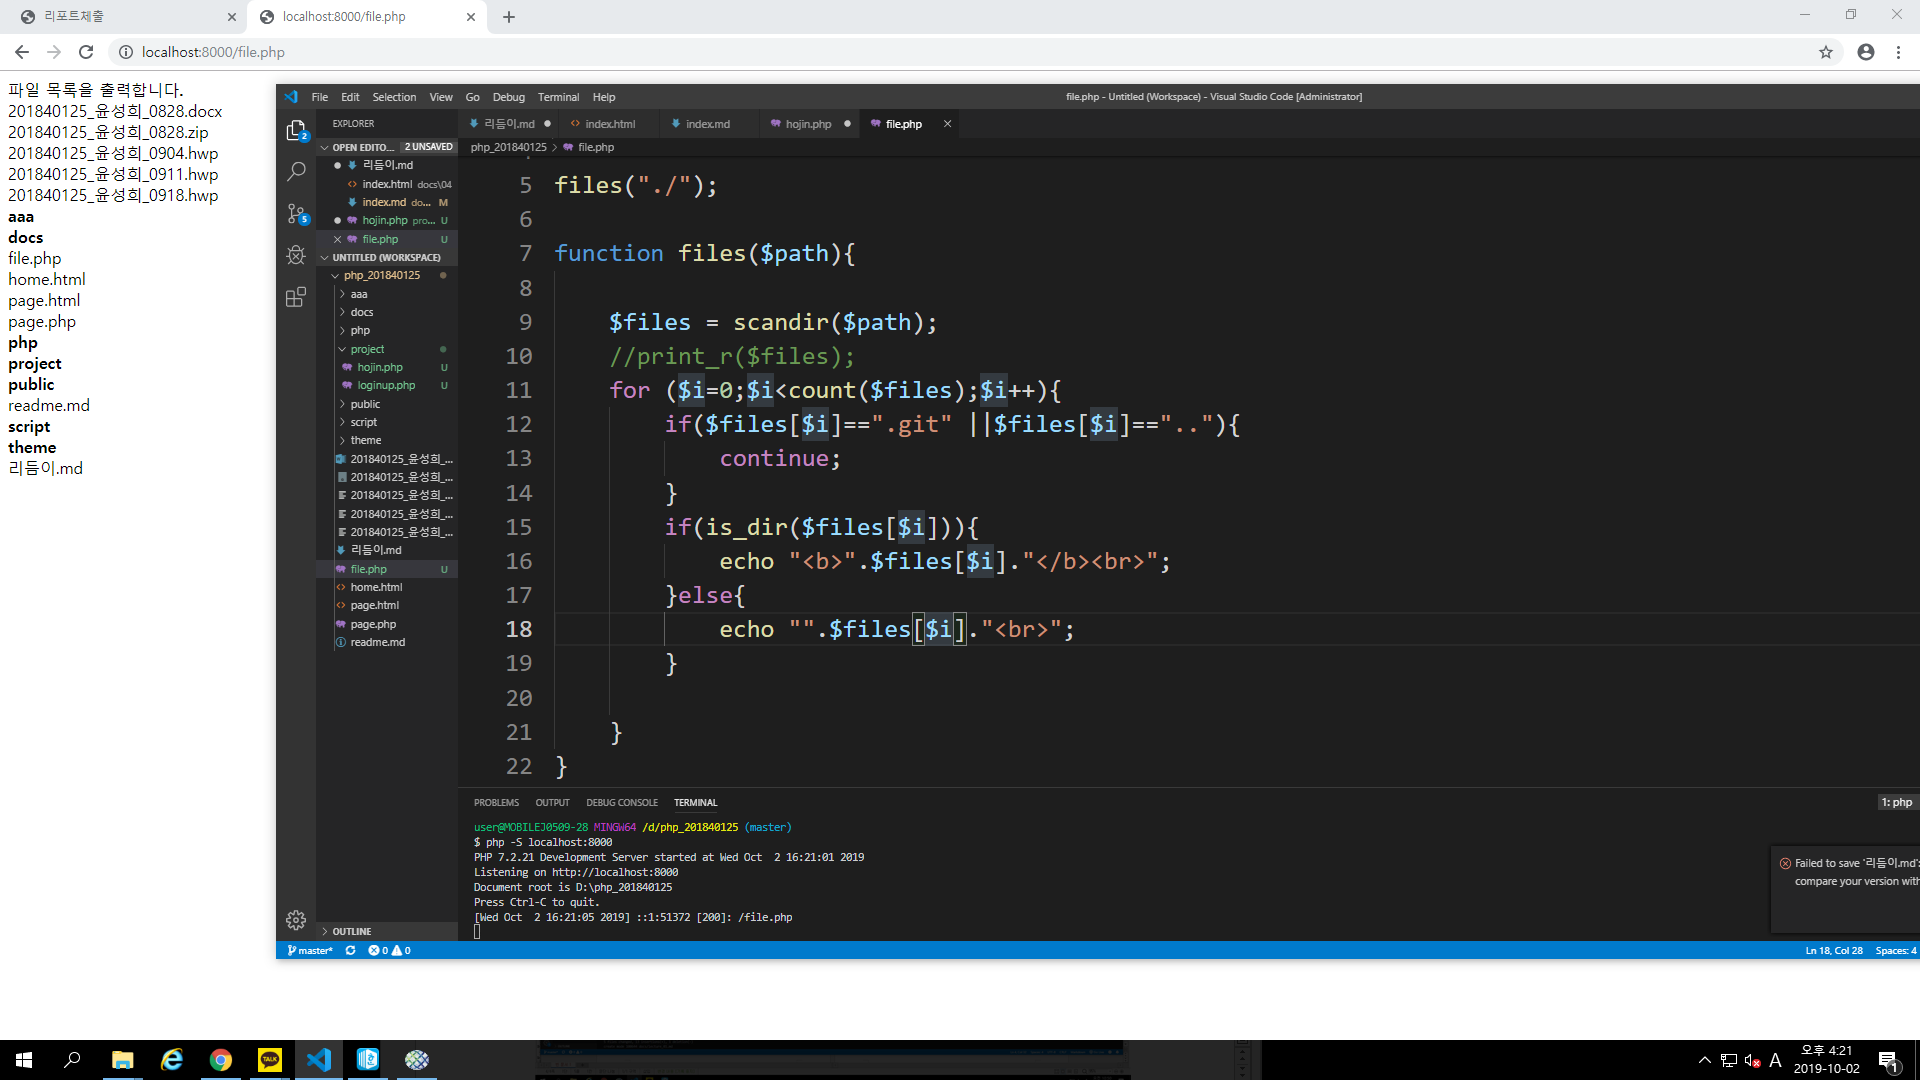 리포트제출
localhost:8000/file.php
localhost:8000/file.php
파일 목록을 출력합니다.
201840125_윤성희_0828.docx
201840125_윤성희_0828.zip
201840125_윤성희_0904.hwp
201840125_윤성희_0911.hwp
201840125_윤성희_0918.hwp
aaa
docs
file.php
home.html
page.html
page.php
php
project
public
readme.md
script
theme
리듬이.md
File Edit Selection View Go Debug Terminal Help
file.php - Untitled (Workspace) - Visual Studio Code [Administrator]
2
5
EXPLORER
OPEN EDITO... 2 UNSAVED
리듬이.md
index.html docs\04
index.md do... M
hojin.php pro... U
file.php U
UNTITLED (WORKSPACE)
php_201840125
aaa
docs
php
project
hojin.php U
loginup.php U
public
script
theme
201840125_윤성희_...
201840125_윤성희_...
201840125_윤성희_...
201840125_윤성희_...
201840125_윤성희_...
리듬이.md
file.php U
home.html
page.html
page.php
readme.md
OUTLINE
리듬이.md index.html index.md hojin.php file.php
php_201840125 > file.php
5 files("./");
6
7 function files($path){
8
9 $files = scandir($path);
10 //print_r($files);
11 for ($i=0;$i<count($files);$i++){
12 if($files[$i]==".git" ||$files[$i]==".."){
13 continue;
14 }
15 if(is_dir($files[$i])){
16 echo "<b>".$files[$i]."</b><br>";
17 }else{
18 echo "".$files[$i]."<br>";
19 }
20
21 }
22 }
PROBLEMS OUTPUT DEBUG CONSOLE TERMINAL
1: php
user@MOBILEJ0509-28 MINGW64 /d/php_201840125 (master)
$ php -S localhost:8000
PHP 7.2.21 Development Server started at Wed Oct  2 16:21:01 2019
Listening on http://localhost:8000
Document root is D:\php_201840125
Press Ctrl-C to quit.
[Wed Oct  2 16:21:05 2019] ::1:51372 [200]: /file.php
Failed to save '리듬이.md':
compare your version with
master* 0 0
Ln 18, Col 28 Spaces: 4
TALK
A
오후 4:21
2019-10-02
1